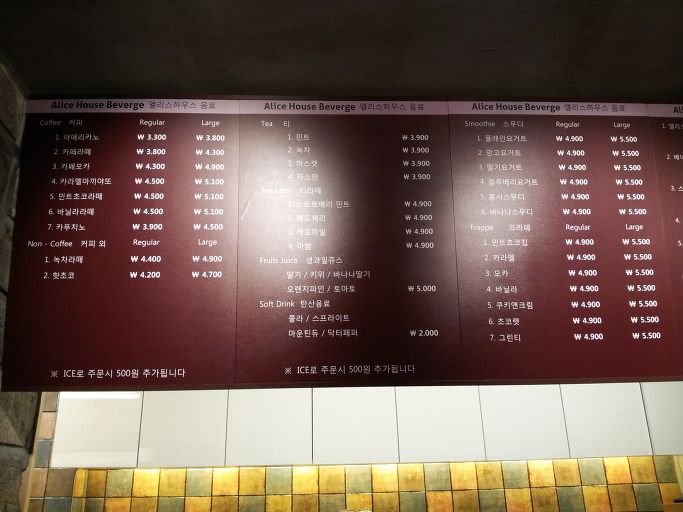 Alice House Beverge 앨리스하우스 음료
Coffee 커피 Regular Large
1. 아메리카노 ₩ 3.300 ₩ 3.800
2. 카페라떼 ₩ 3.800 ₩ 4.300
3. 카페모카 ₩ 4.300 ₩ 4.900
4. 카라멜마끼야또 ₩ 4.500 ₩ 5.100
5. 민트초코라떼 ₩ 4.500 ₩ 5.100
6. 바닐라라떼 ₩ 4.500 ₩ 5.100
7. 카푸치노 ₩ 3.900 ₩ 4.500
Non - Coffee 커피 외 Regular Large
1. 녹차라떼 ₩ 4.400 ₩ 4.900
2. 핫초코 ₩ 4.200 ₩ 4.700
※ ICE로 주문시 500원 추가됩니다
Alice House Beverge 앨리스하우스 음료
Tea 티
1. 민트 ₩ 3.900
2. 녹차 ₩ 3.900
3. 머스캣 ₩ 3.900
4. 자스민 ₩ 3.900
Tea Latte 티라떼
1. 스트로베리 민트 ₩ 4.900
2. 레드체리 ₩ 4.900
3. 캐모마일 ₩ 4.900
4. 아쌈 ₩ 4.900
Fruits Juice 생과일쥬스
딸기 / 키위 / 바나나딸기
오렌지파인 / 토마토 ₩ 5.000
Soft Drink 탄산음료
콜라 / 스프라이트
마운틴듀 / 닥터페퍼 ₩ 2.000
※ ICE로 주문시 500원 추가됩니다
Alice House Beverge 앨리스하우스 음료
Smoothie 스무디 Regular Large
1. 플레인요거트 ₩ 4.900 ₩ 5.500
2. 망고요거트 ₩ 4.900 ₩ 5.500
3. 딸기요거트 ₩ 4.900 ₩ 5.500
4. 블루베리요거트 ₩ 4.900 ₩ 5.500
5. 홍시스무디 ₩ 4.900 ₩ 5.500
6. 바나나스무디 ₩ 4.900 ₩ 5.500
Frappe 프라페 Regular Large
1. 민트초코칩 ₩ 4.900 ₩ 5.500
2. 카라멜 ₩ 4.900 ₩ 5.500
3. 모카 ₩ 4.900 ₩ 5.500
4. 바닐라 ₩ 4.900 ₩ 5.500
5. 쿠키앤크림 ₩ 4.900 ₩ 5.500
6. 초코렛 ₩ 4.900 ₩ 5.500
7. 그린티 ₩ 4.900 ₩ 5.500